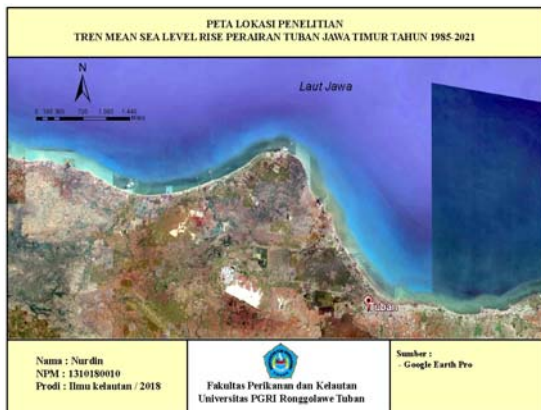 PETA LOKASI PENELITIAN
TREN MEAN SEA LEVEL RISE PERAIRAN TUBAN JAWA TIMUR TAHUN 1985-2021
N
Laut Jawa
Tuban
Nama : Nurdin
NPM : 1310180010
Prodi : Ilmu kelautan / 2018
Fakultas Perikanan dan Kelautan
Universitas PGRI Ronggolawe Tuban
Sumber :
- Google Earth Pro